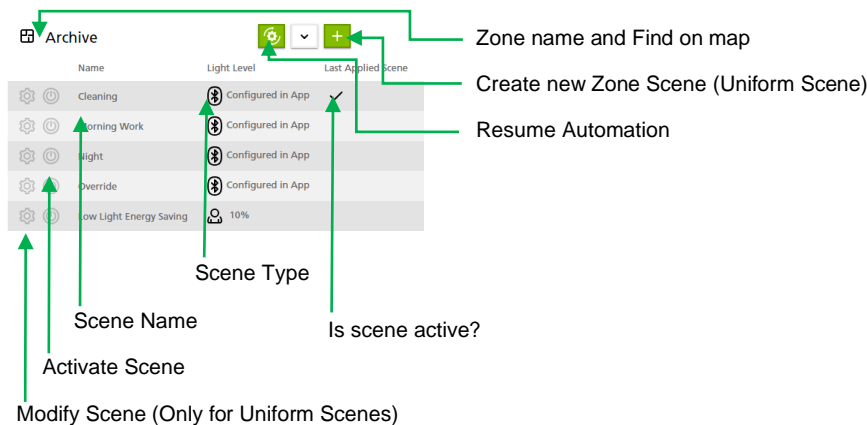 Archive
Zone name and Find on map
Name Light Level Last Applied Scene
Create new Zone Scene (Uniform Scene)
Cleaning Configured in App
Morning Work Configured in App
Resume Automation
Night Configured in App
Override Configured in App
Low Light Energy Saving 10%
Scene Type
Scene Name
Is scene active?
Activate Scene
Modify Scene (Only for Uniform Scenes)